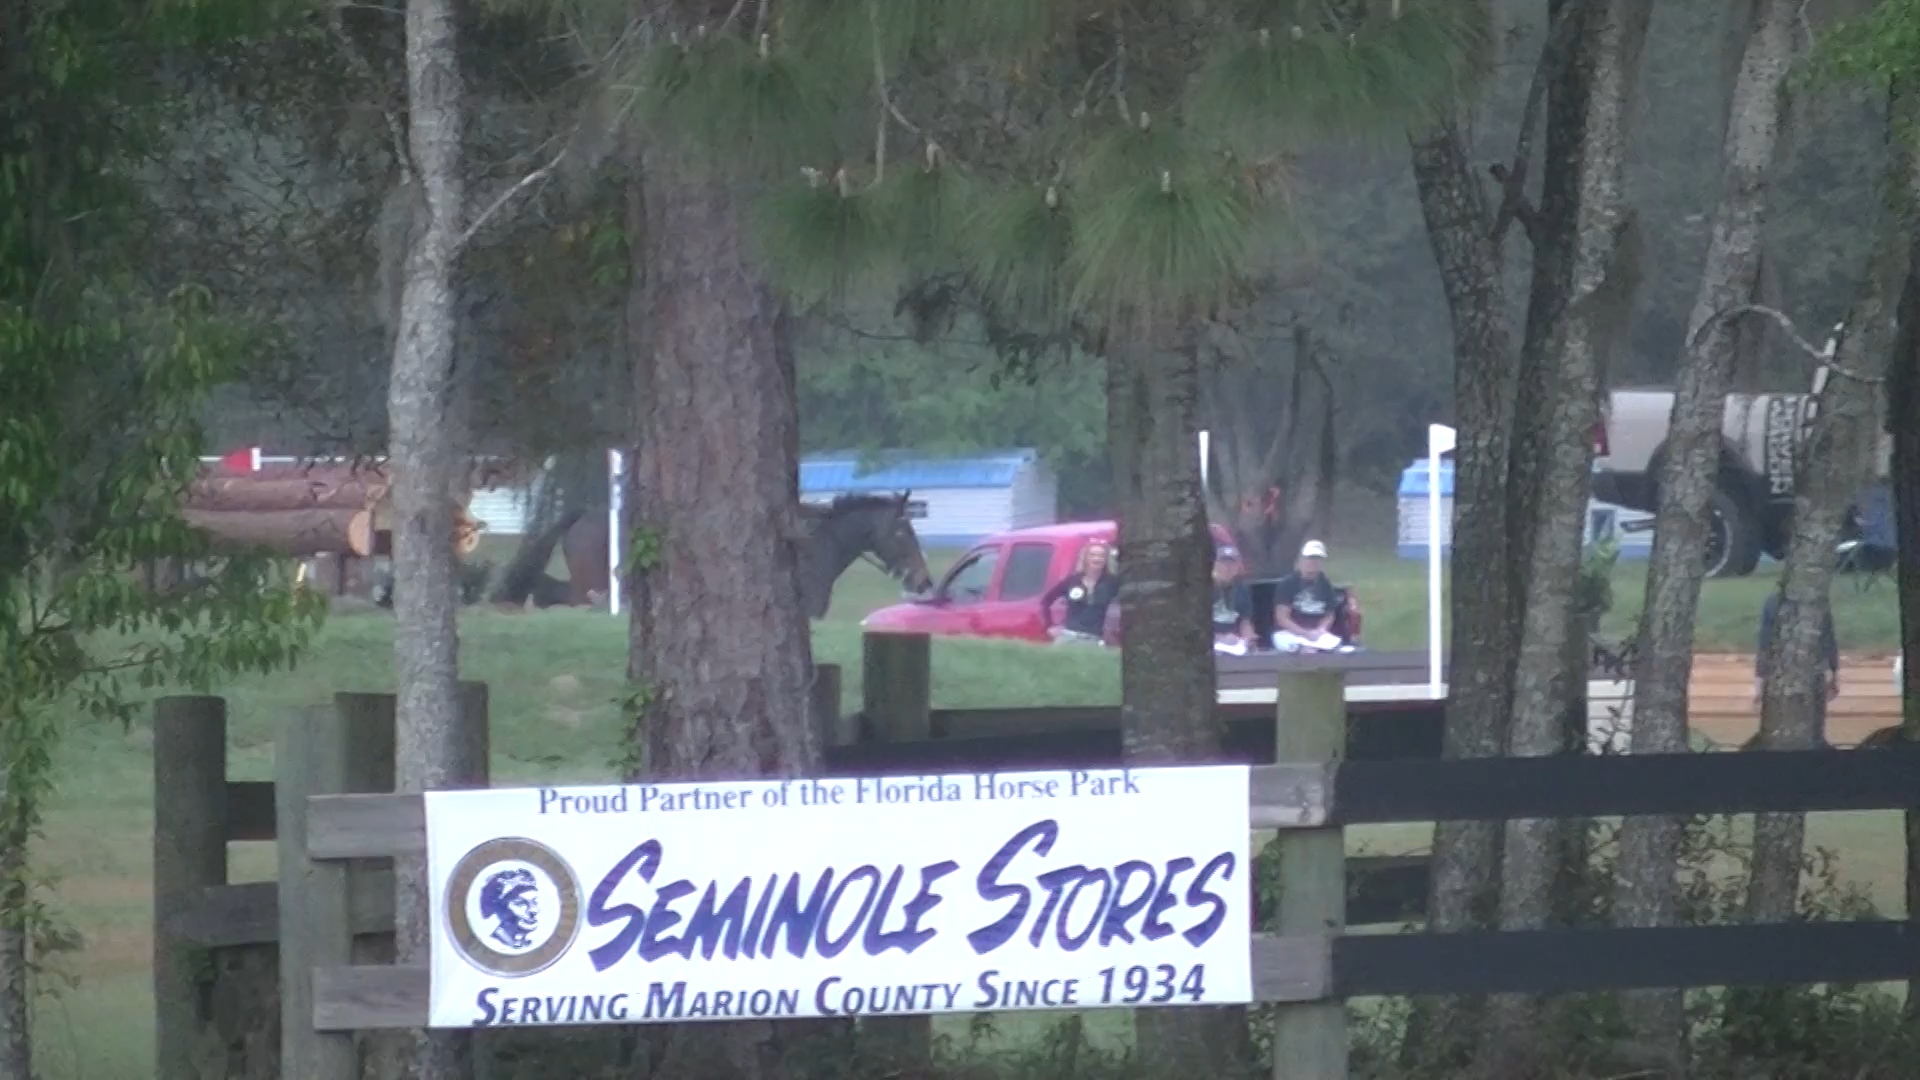 Proud Partner of the Florida Horse Park
SEMINOLE STORES
SERVING MARION COUNTY SINCE 1934